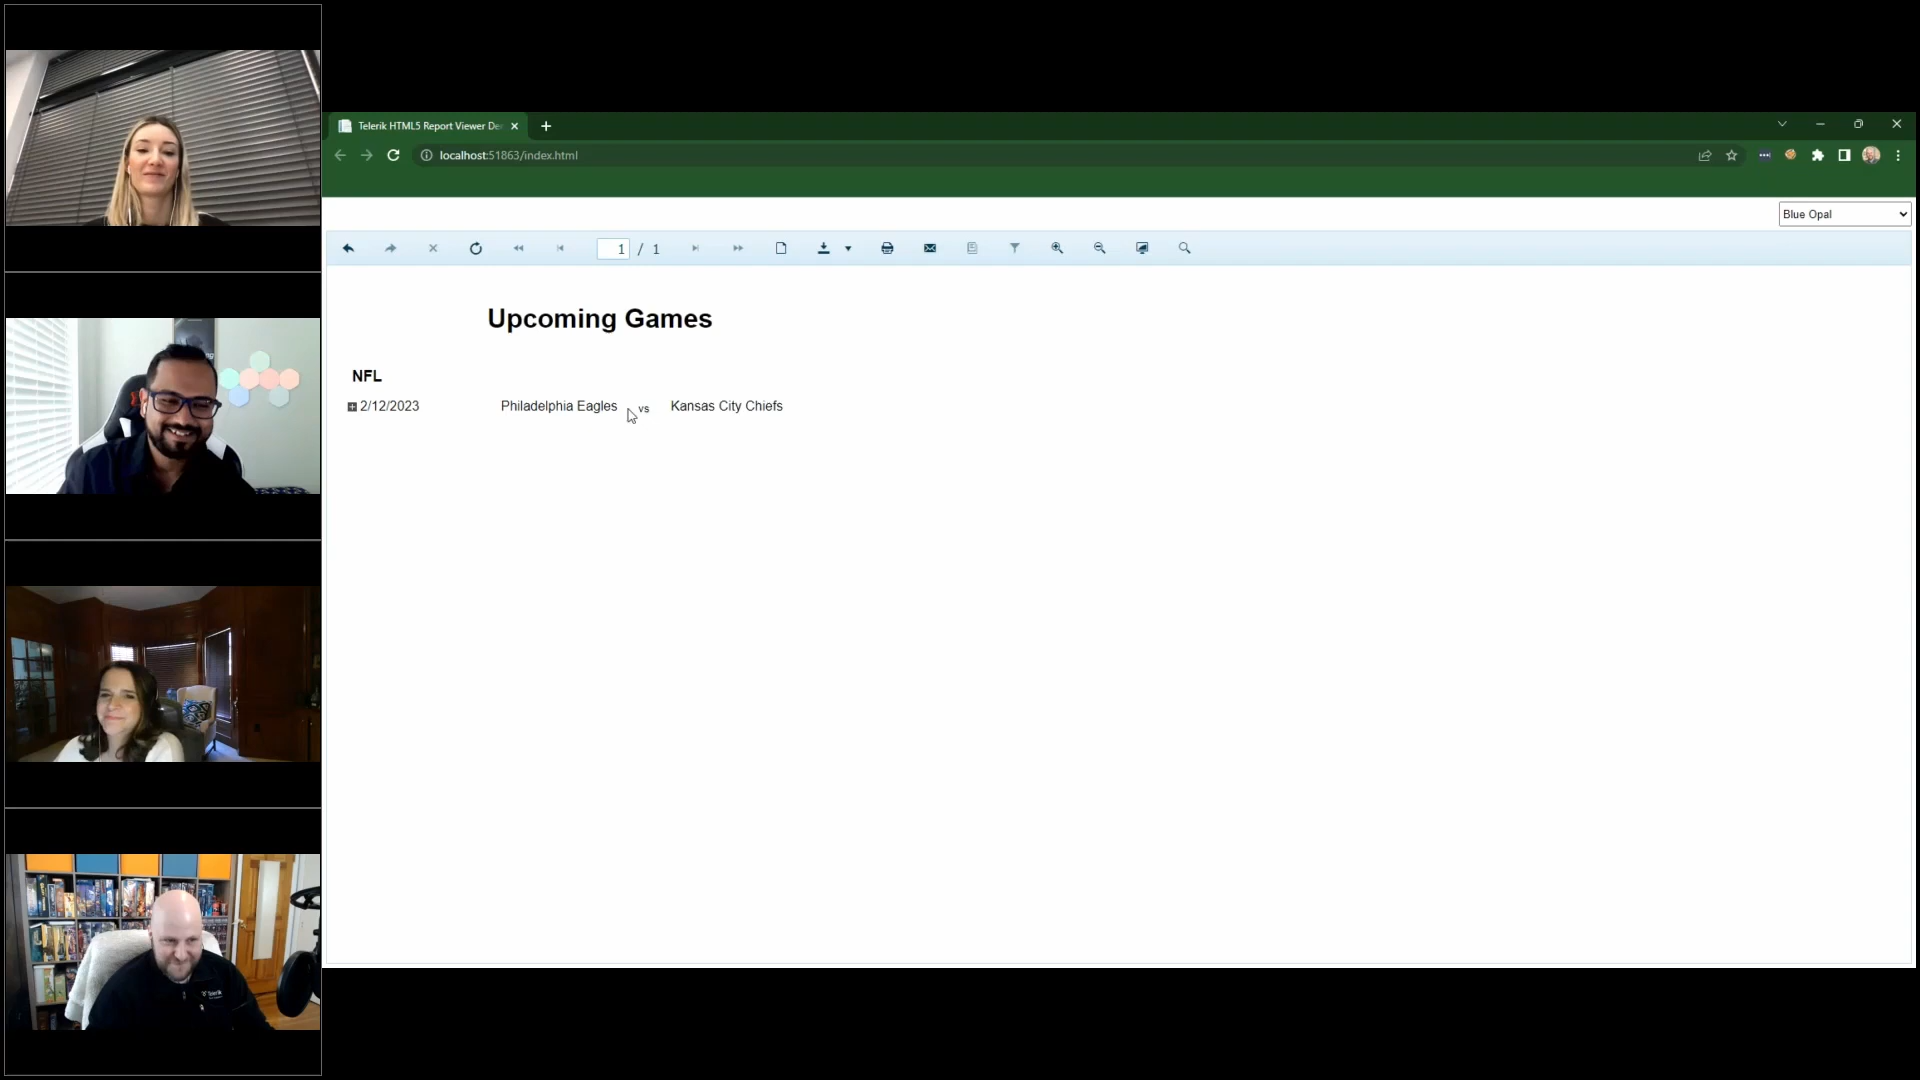 Telerik HTML5 Report Viewer De
localhost:51863/index.html
Blue Opal
1 / 1
Upcoming Games
NFL
2/12/2023 Philadelphia Eagles vs Kansas City Chiefs